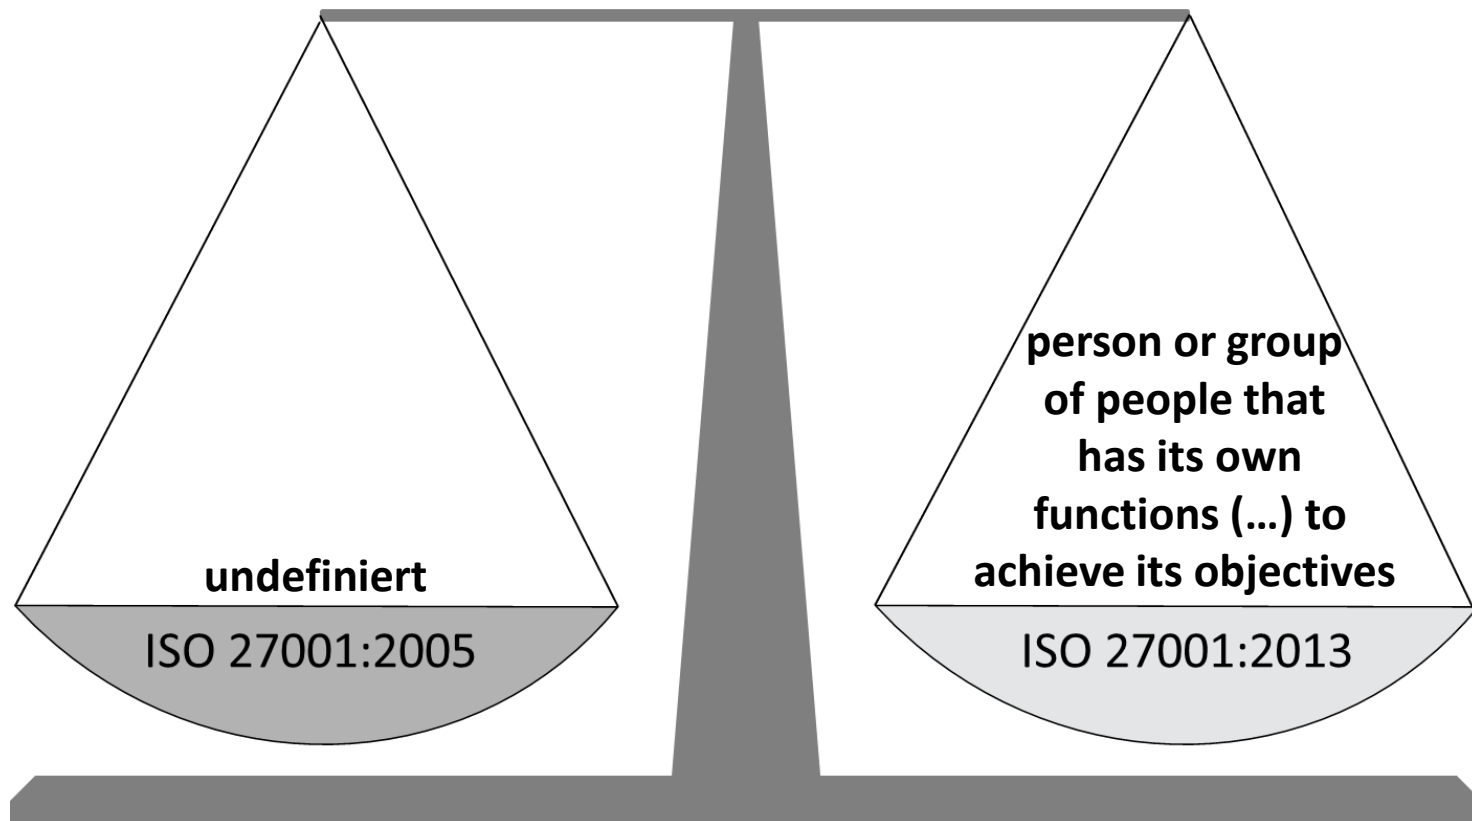 undefiniert
ISO 27001:2005
person or group
of people that
has its own
functions (...) to
achieve its objectives
ISO 27001:2013